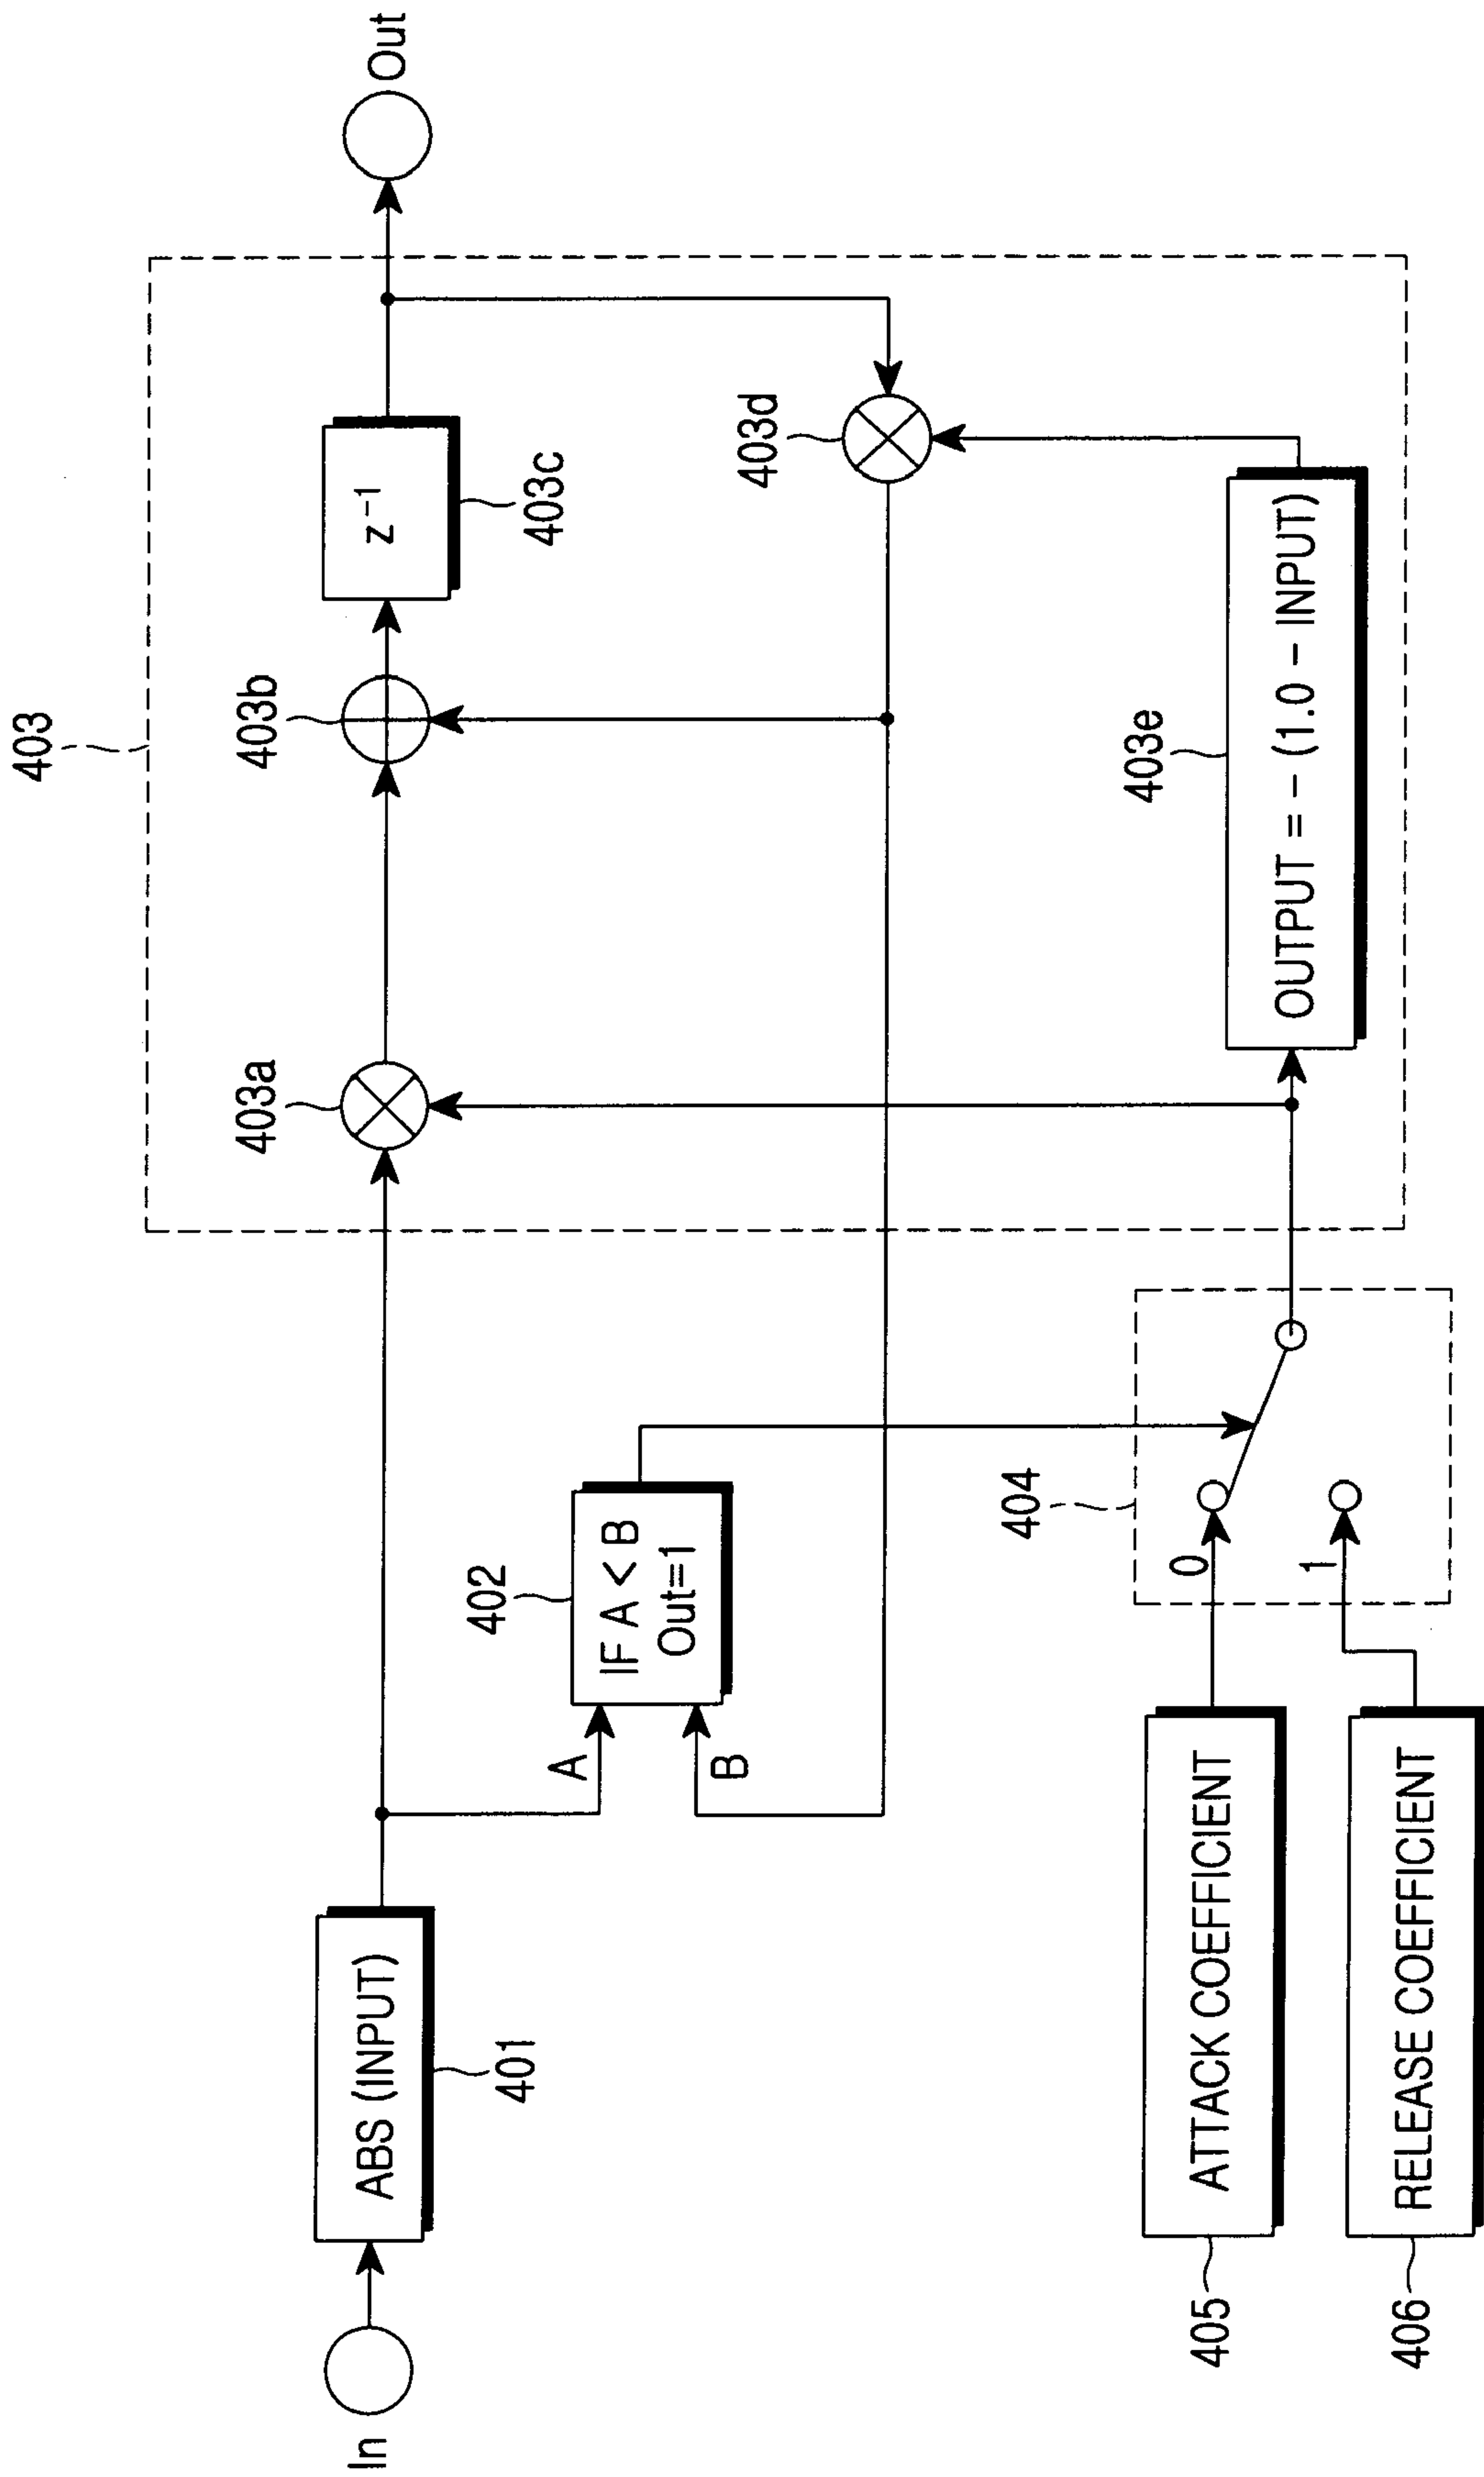 403
In
ABS (INPUT)
401
A
B
402
IF A < B
Out=1
403a
403b
z⁻¹
403c
Out
403d
403e
OUTPUT = – (1.0 – INPUT)
404
0
1
405
ATTACK COEFFICIENT
406
RELEASE COEFFICIENT